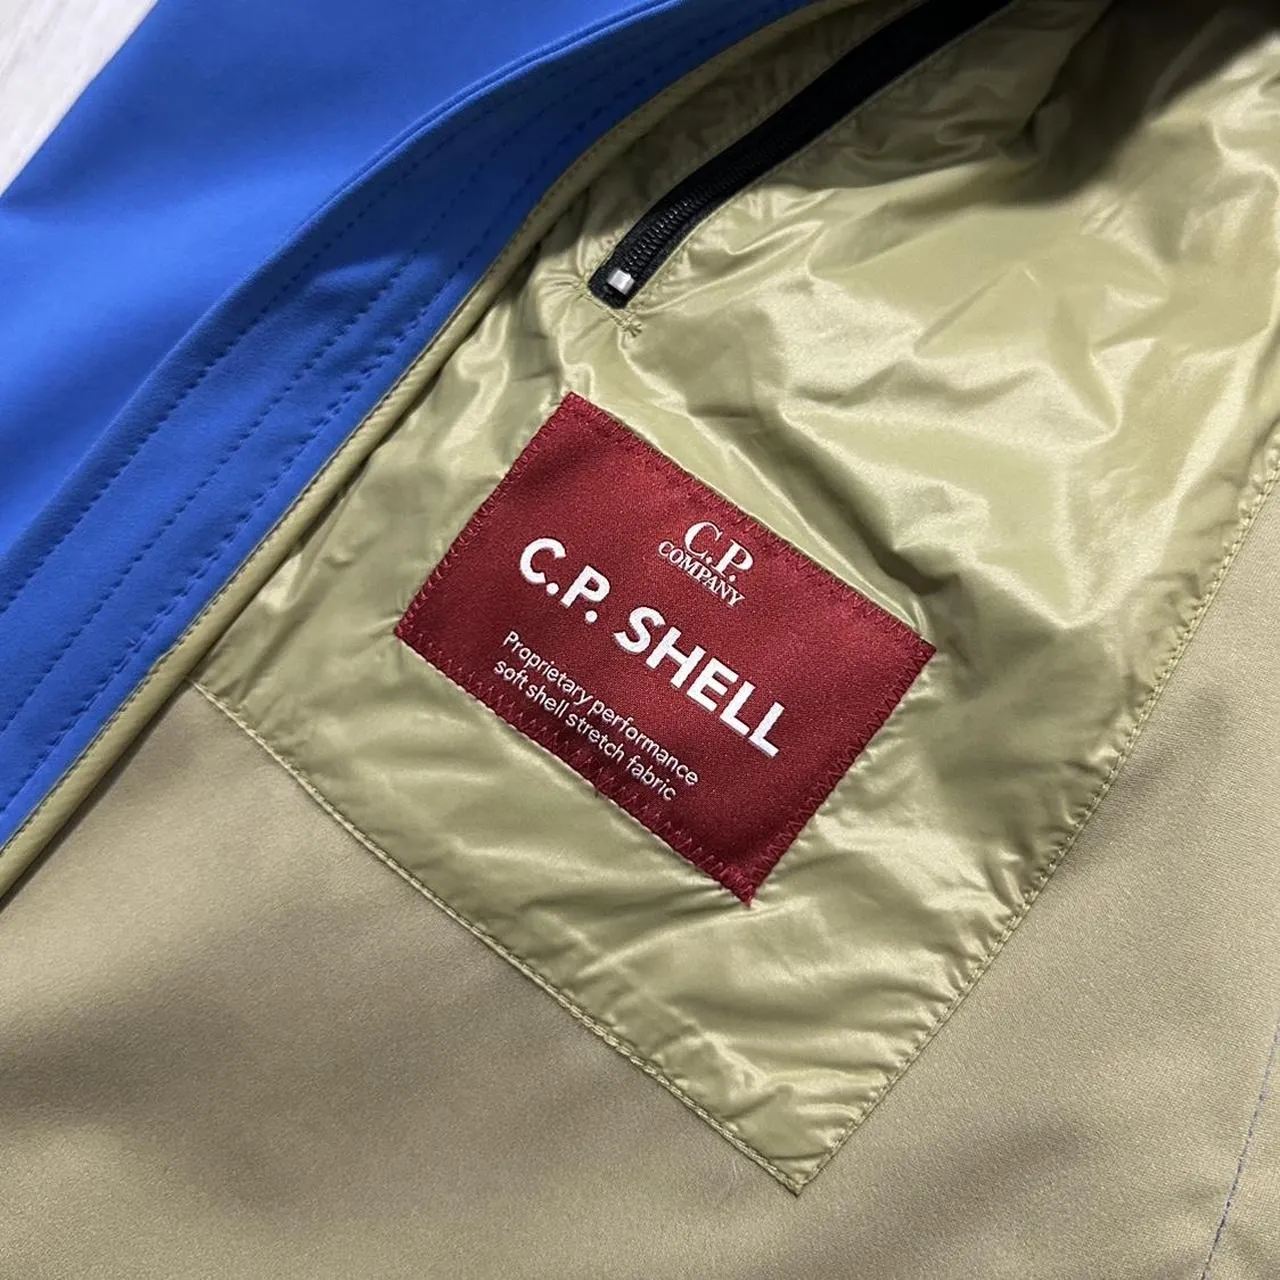 C.P.
COMPANY
C.P. SHELL
Proprietary performance
soft shell stretch fabric